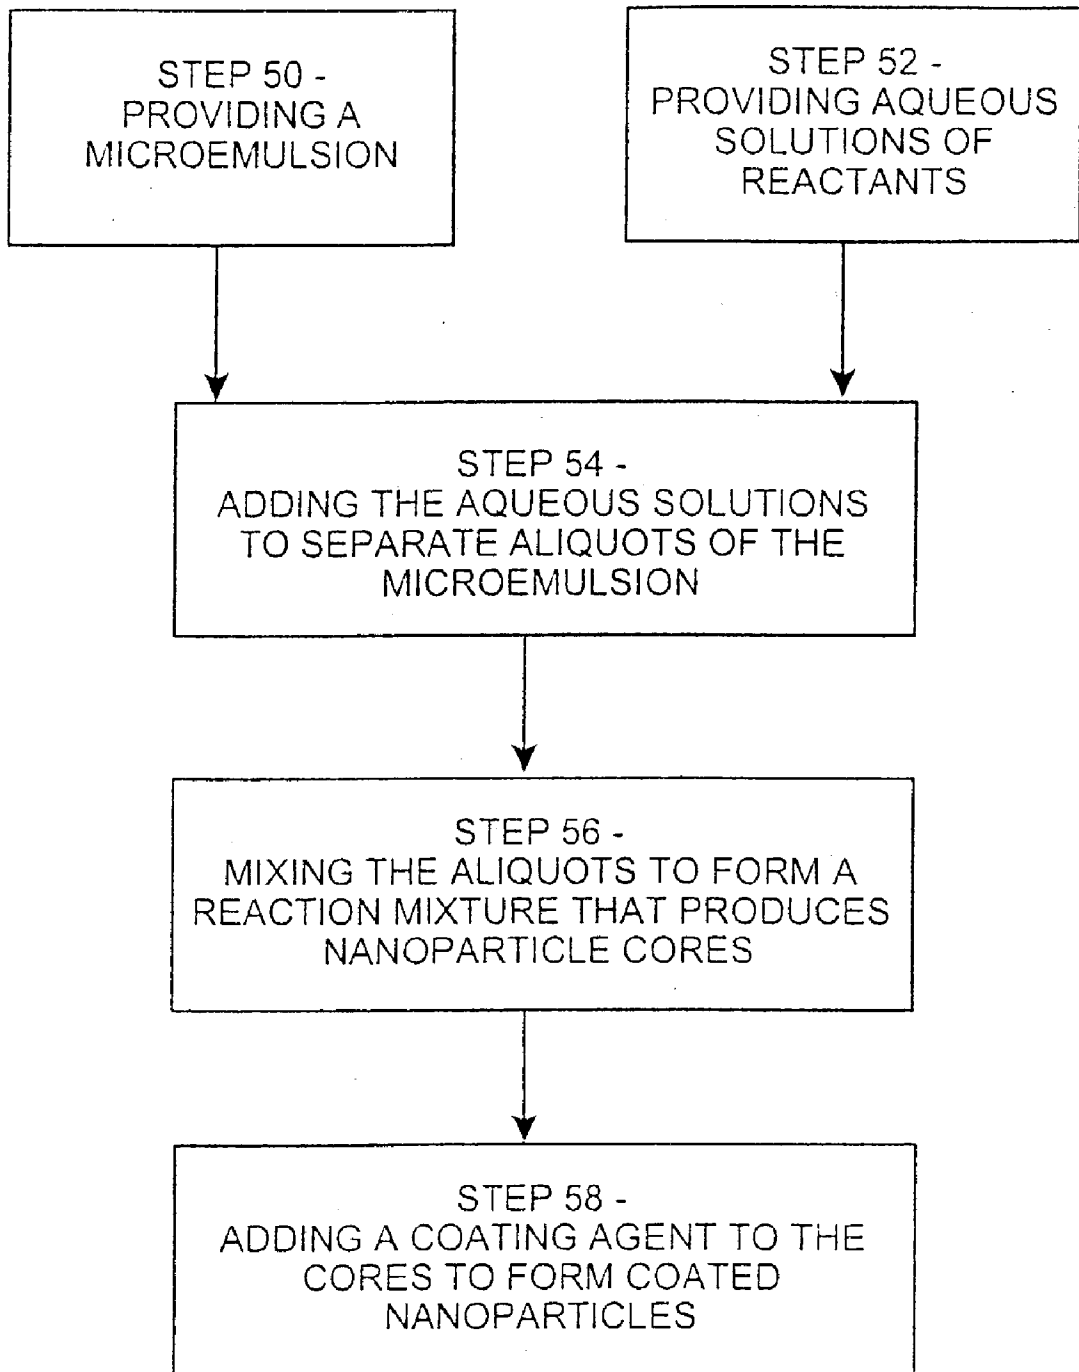 STEP 50 -
PROVIDING A
MICROEMULSION
STEP 52 -
PROVIDING AQUEOUS
SOLUTIONS OF
REACTANTS
STEP 54 -
ADDING THE AQUEOUS SOLUTIONS
TO SEPARATE ALIQUOTS OF THE
MICROEMULSION
STEP 56 -
MIXING THE ALIQUOTS TO FORM A
REACTION MIXTURE THAT PRODUCES
NANOPARTICLE CORES
STEP 58 -
ADDING A COATING AGENT TO THE
CORES TO FORM COATED
NANOPARTICLES